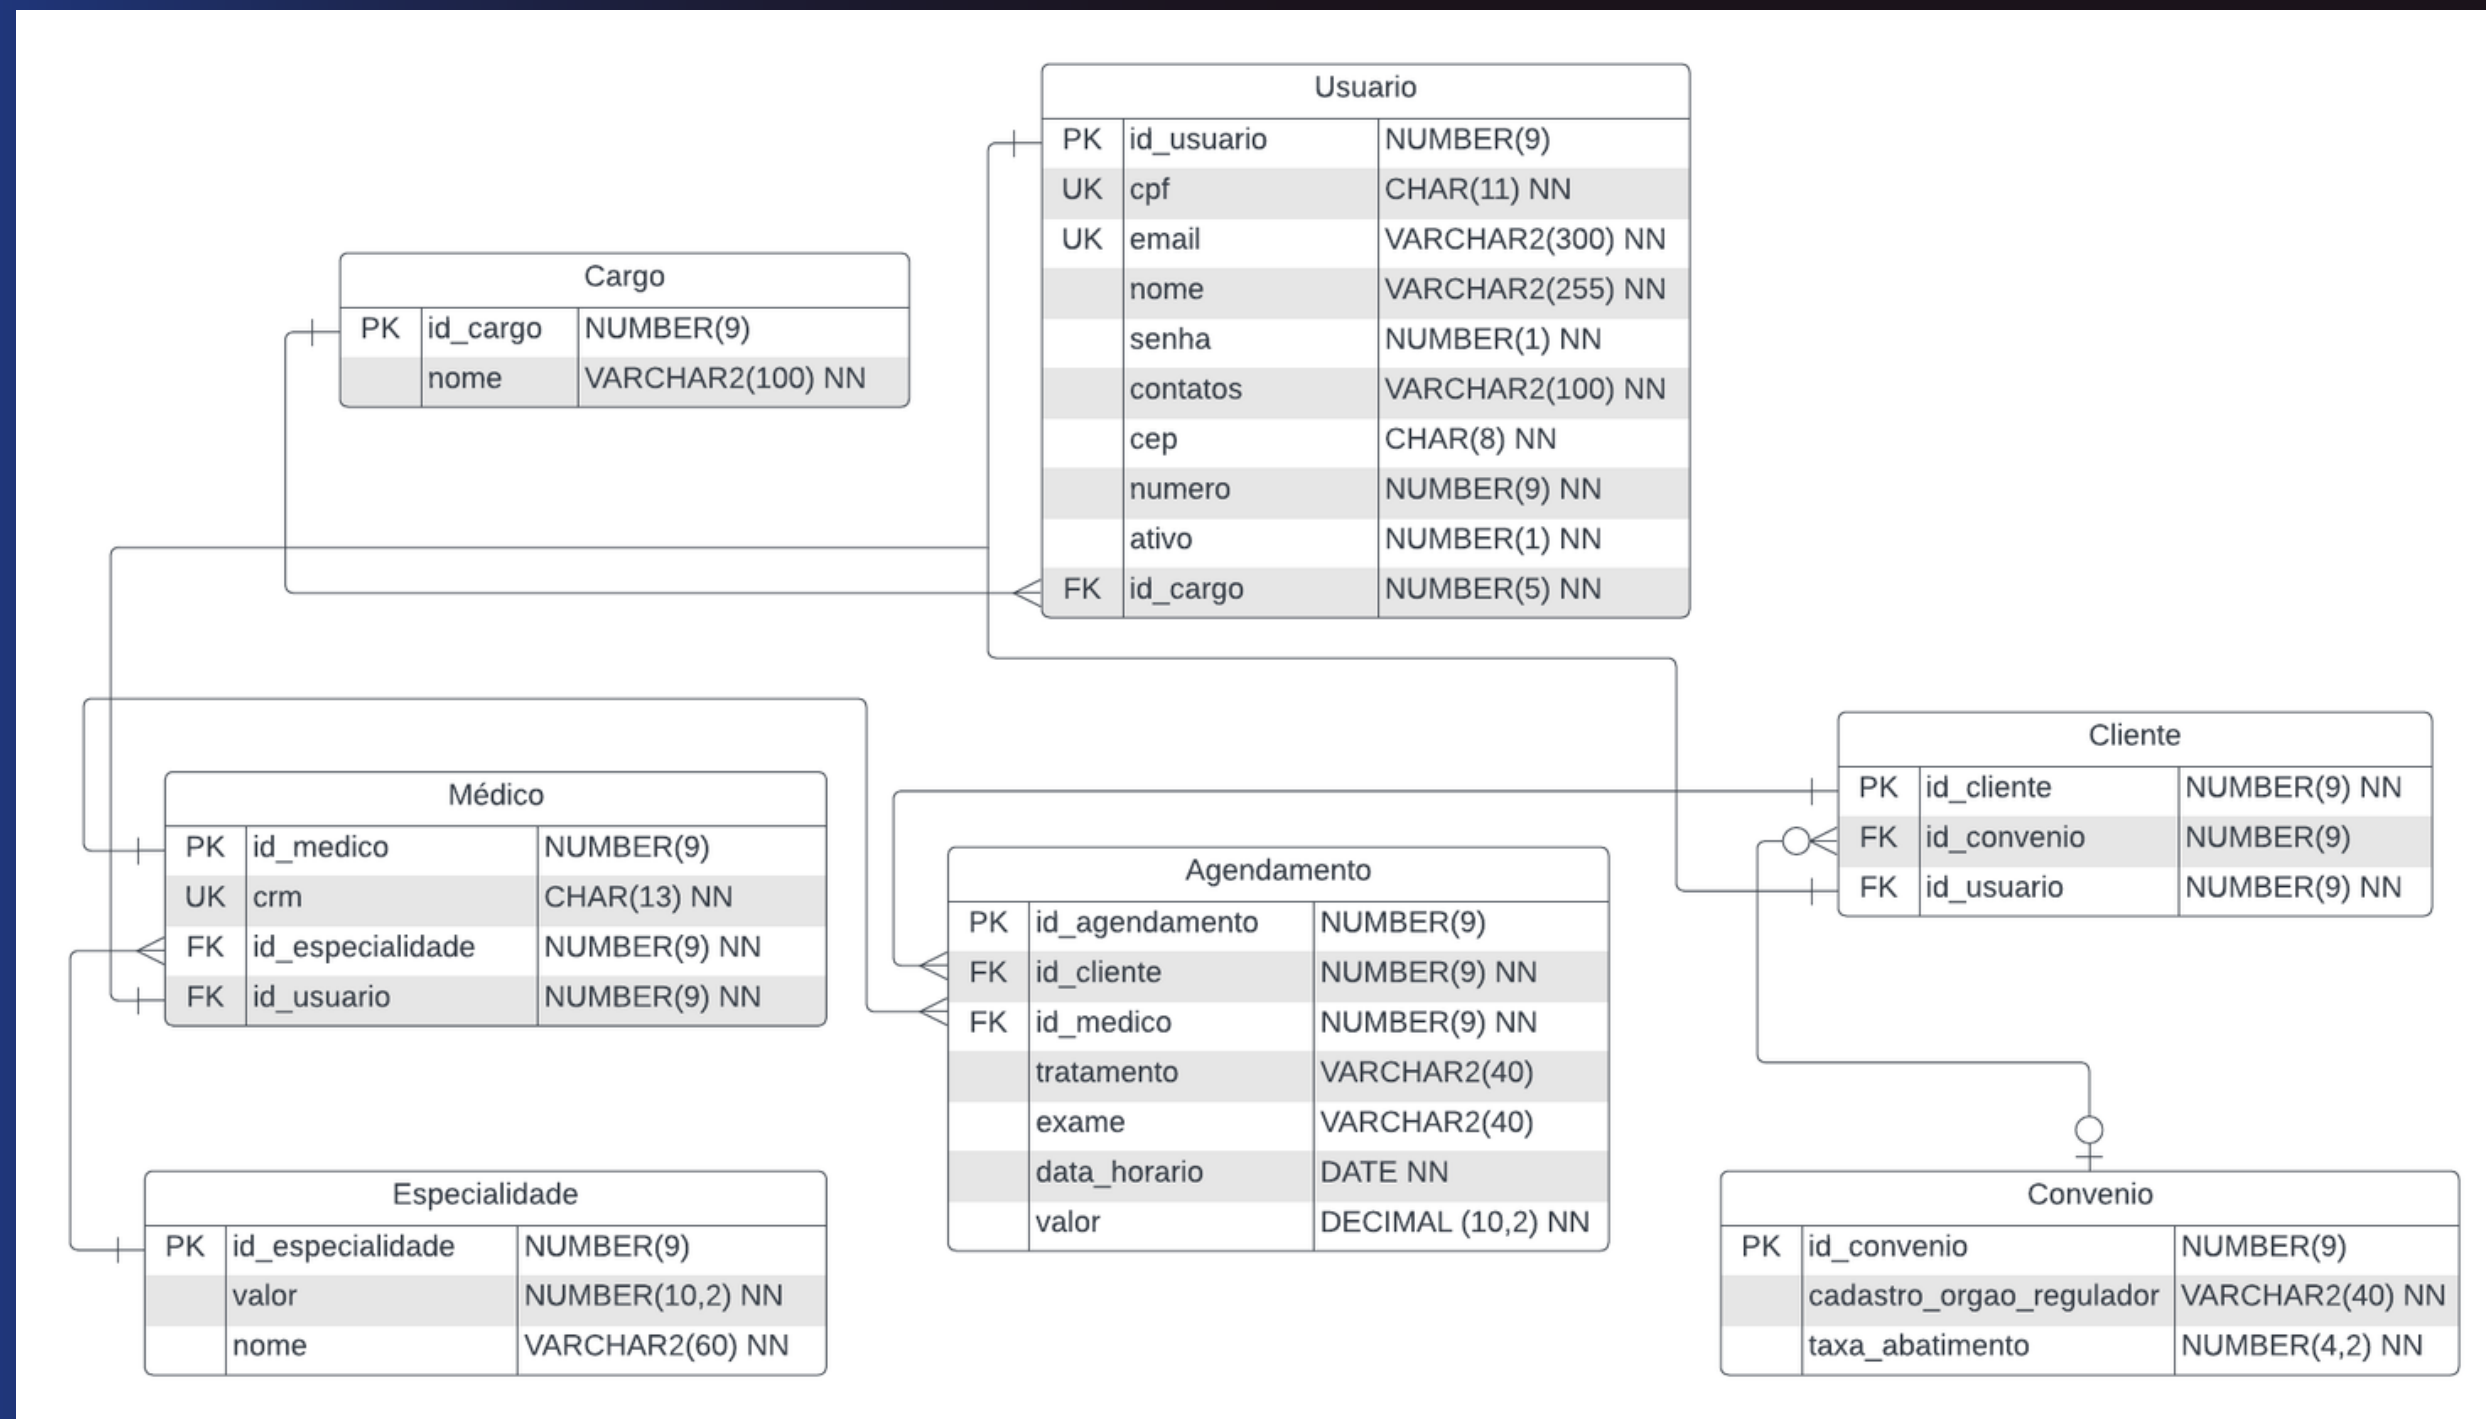 Usuario
PK id_usuario NUMBER(9)
UK cpf CHAR(11) NN
UK email VARCHAR2(300) NN
nome VARCHAR2(255) NN
senha NUMBER(1) NN
contatos VARCHAR2(100) NN
cep CHAR(8) NN
numero NUMBER(9) NN
ativo NUMBER(1) NN
FK id_cargo NUMBER(5) NN
Cargo
PK id_cargo NUMBER(9)
nome VARCHAR2(100) NN
Médico
PK id_medico NUMBER(9)
UK crm CHAR(13) NN
FK id_especialidade NUMBER(9) NN
FK id_usuario NUMBER(9) NN
Agendamento
PK id_agendamento NUMBER(9)
FK id_cliente NUMBER(9) NN
FK id_medico NUMBER(9) NN
tratamento VARCHAR2(40)
exame VARCHAR2(40)
data_horario DATE NN
valor DECIMAL (10,2) NN
Cliente
PK id_cliente NUMBER(9) NN
FK id_convenio NUMBER(9)
FK id_usuario NUMBER(9) NN
Especialidade
PK id_especialidade NUMBER(9)
valor NUMBER(10,2) NN
nome VARCHAR2(60) NN
Convenio
PK id_convenio NUMBER(9)
cadastro_orgao_regulador VARCHAR2(40) NN
taxa_abatimento NUMBER(4,2) NN